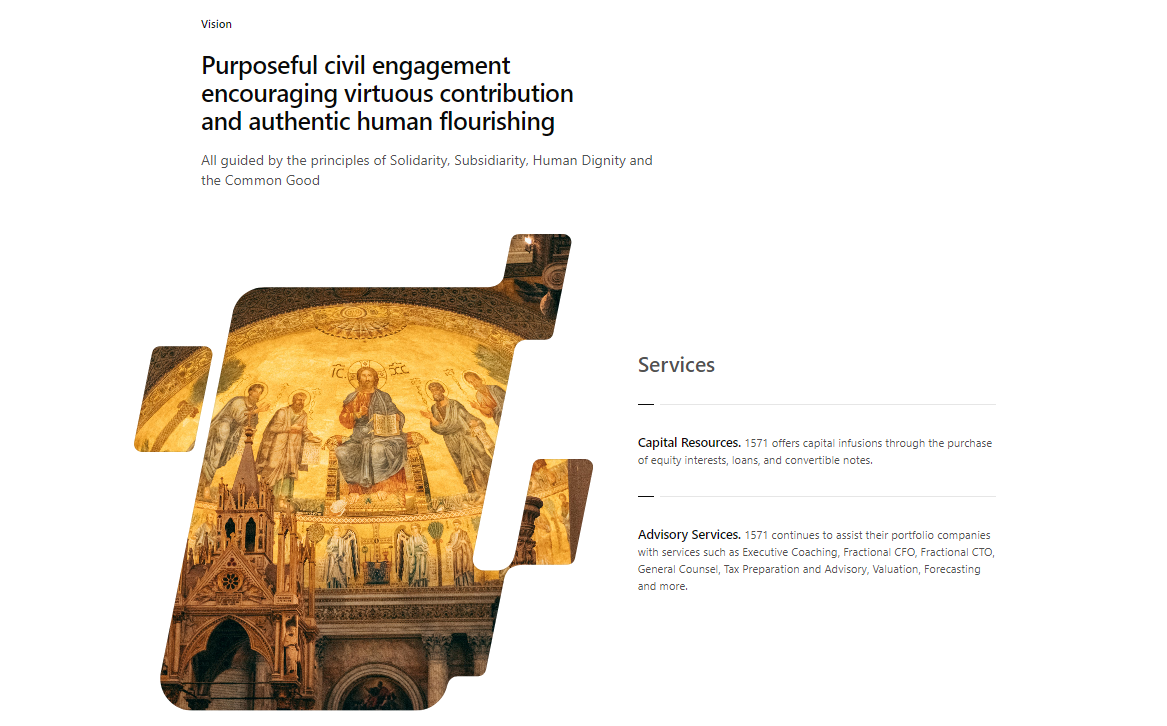 Vision
Purposeful civil engagement
encouraging virtuous contribution
and authentic human flourishing
All guided by the principles of Solidarity, Subsidiarity, Human Dignity and
the Common Good
Services
Capital Resources. 1571 offers capital infusions through the purchase
of equity interests, loans, and convertible notes.
Advisory Services. 1571 continues to assist their portfolio companies
with services such as Executive Coaching, Fractional CFO, Fractional CTO,
General Counsel, Tax Preparation and Advisory, Valuation, Forecasting
and more.